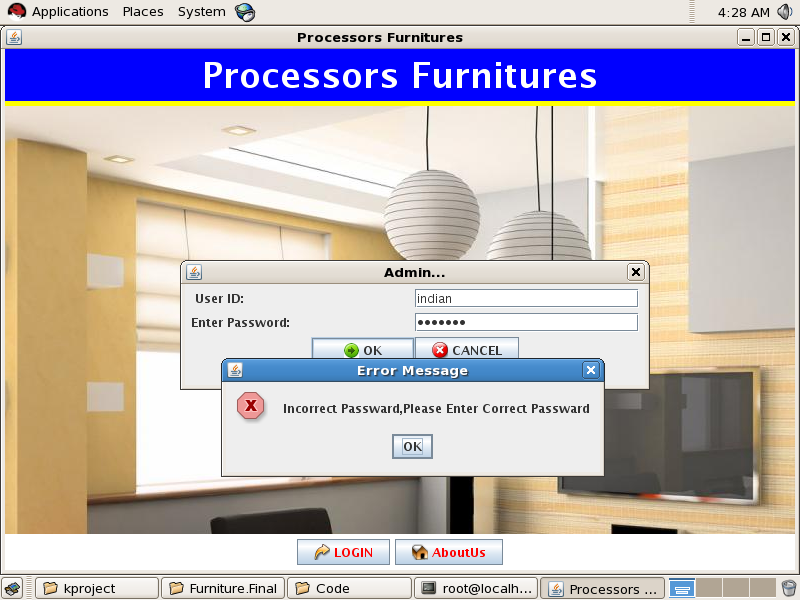 Applications Places System 4:28 AM
Processors Furnitures
Processors Furnitures
Admin...
User ID: indian
Enter Password: •••••••
OK CANCEL
Error Message
X Incorrect Passward,Please Enter Correct Passward
OK
LOGIN AboutUs
kproject Furniture.Final Code root@localh... Processors ...